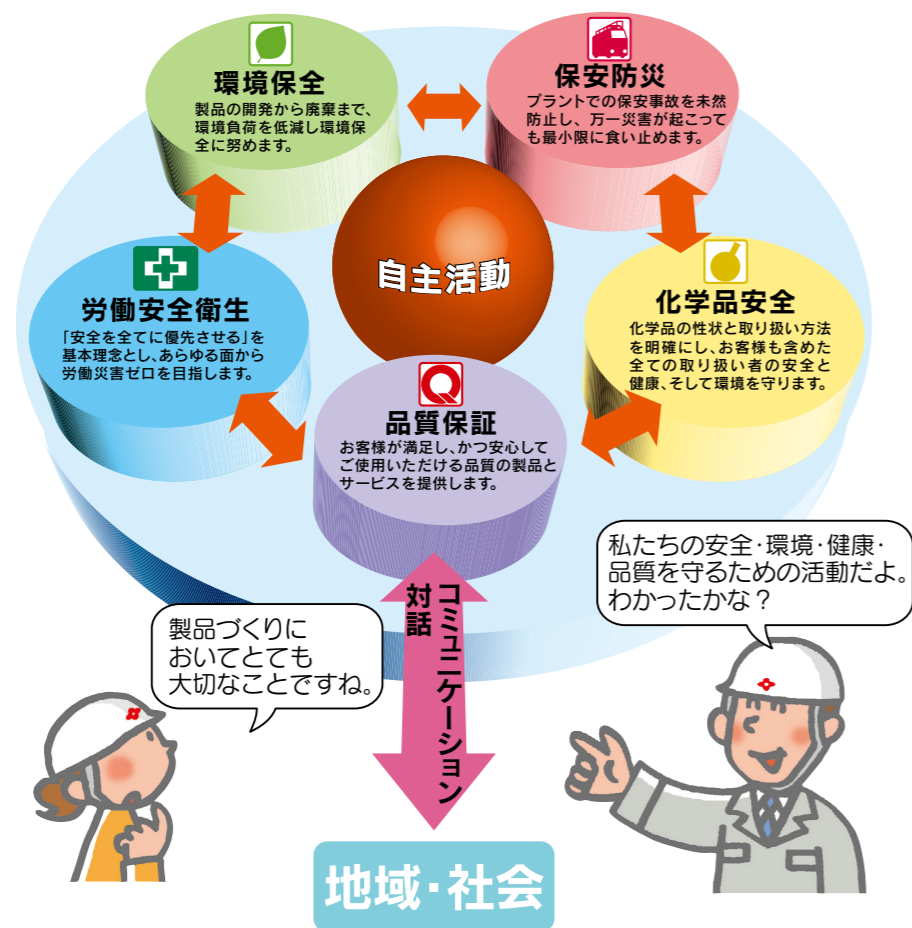 環境保全
製品の開発から廃棄まで、
環境負荷を低減し環境保
全に努めます。
保安防災
プラントでの保安事故を未然
防止し、万一災害が起こって
も最小限に食い止めます。
自主活動
労働安全衛生
「安全を全てに優先させる」を
基本理念とし、あらゆる面から
労働災害ゼロを目指します。
化学品安全
化学品の性状と取り扱い方法
を明確にし、お客様も含めた
全ての取り扱い者の安全と
健康、そして環境を守ります。
Q
品質保証
お客様が満足し、かつ安心して
ご使用いただける品質の製品と
サービスを提供します。
コミュニケーション
対話
私たちの安全・環境・健康・
品質を守るための活動だよ。
わかったかな？
製品づくりに
おいてとても
大切なことですね。
地域・社会